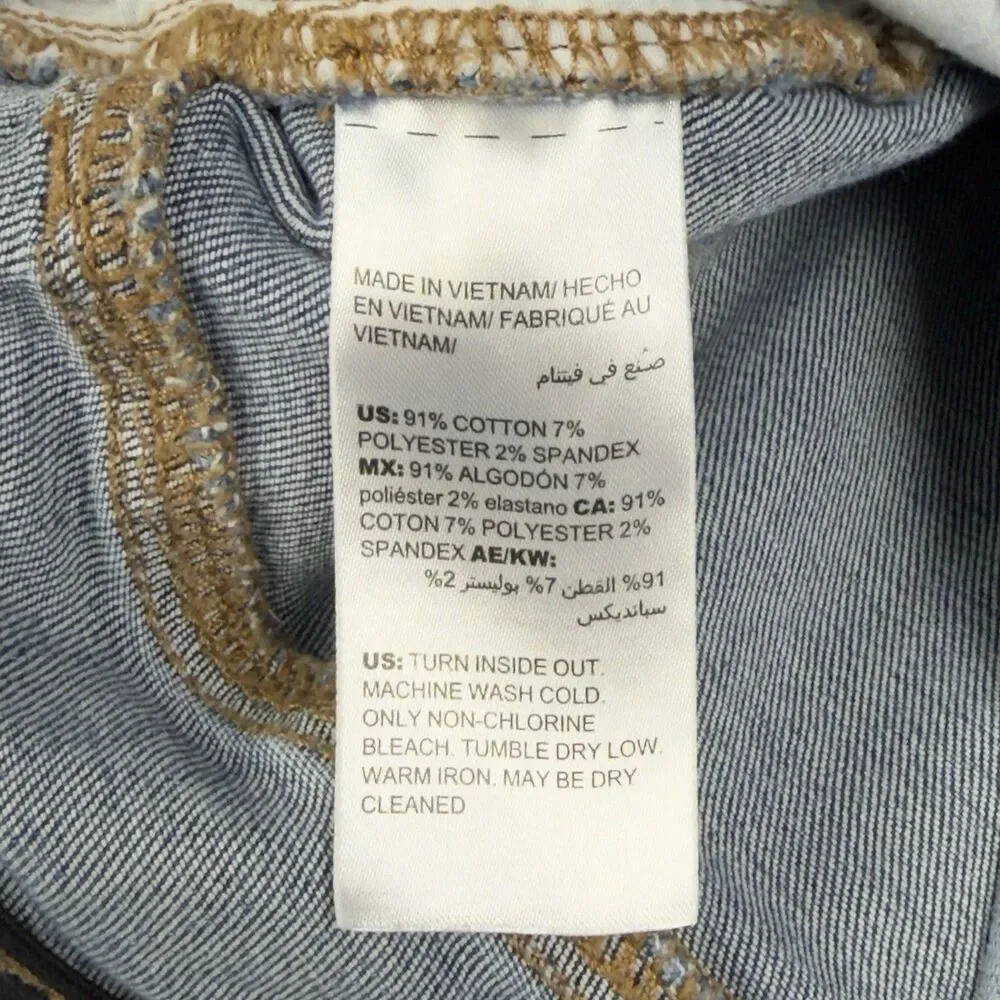 MADE IN VIETNAM/ HECHO
EN VIETNAM/ FABRIQUÉ AU
VIETNAM/
صنع في فيتنام
US: 91% COTTON 7%
POLYESTER 2% SPANDEX
MX: 91% ALGODÓN 7%
poliéster 2% elastano CA: 91%
COTON 7% POLYESTER 2%
SPANDEX AE/KW:
91% القطن 7% بوليستر 2%
سبانديكس
US: TURN INSIDE OUT.
MACHINE WASH COLD.
ONLY NON-CHLORINE
BLEACH. TUMBLE DRY LOW.
WARM IRON. MAY BE DRY
CLEANED